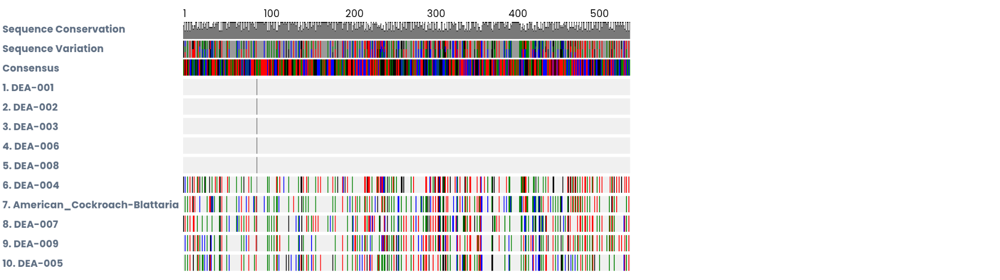 1 100 200 300 400 500
Sequence Conservation
Sequence Variation
Consensus
1. DEA-001
2. DEA-002
3. DEA-003
4. DEA-006
5. DEA-008
6. DEA-004
7. American_Cockroach-Blattaria
8. DEA-007
9. DEA-009
10. DEA-005